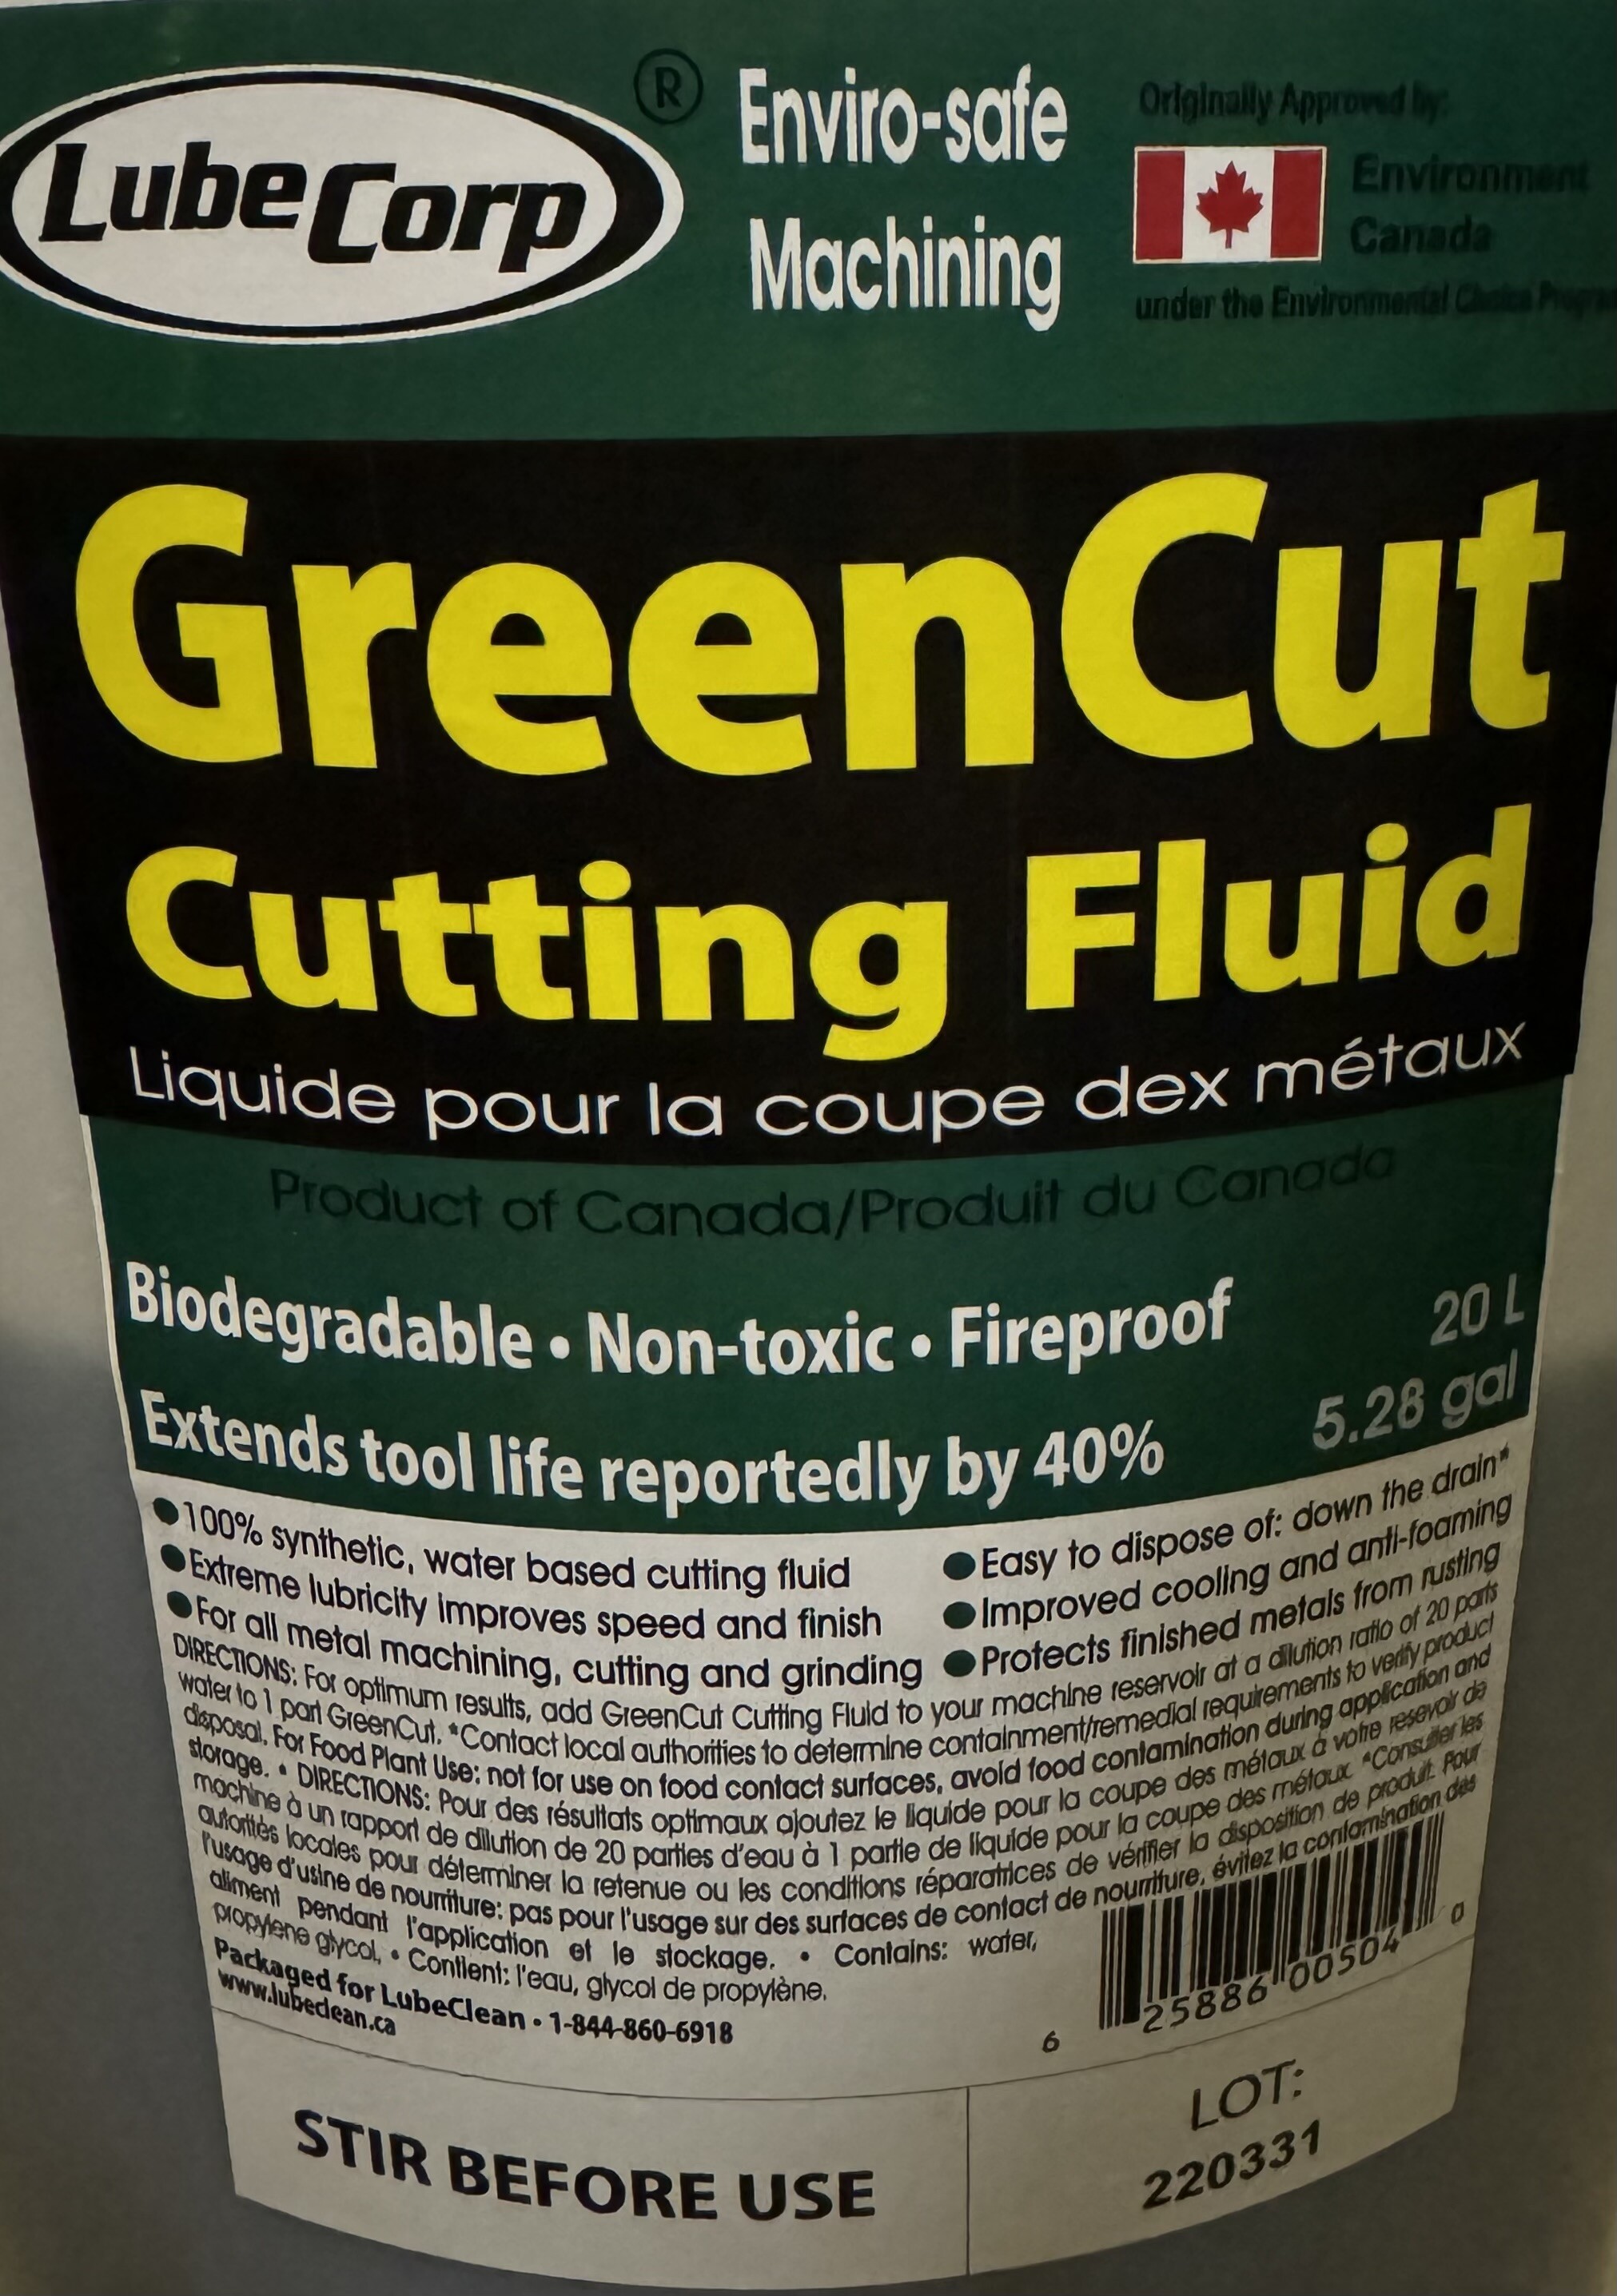 LubeCorp ®
Enviro-safe
Machining
Originally Approved by:
Environment
Canada
under the Environmental Choice
GreenCut
Cutting Fluid
Liquide pour la coupe dex métaux
Product of Canada/Produit du Canada
Biodegradable • Non-toxic • Fireproof
20 L
Extends tool life reportedly by 40%
5.28 gal
●100% synthetic, water based cutting fluid
●Extreme lubricity improves speed and finish
●For all metal machining, cutting and grinding
●Easy to dispose of: down the drain*
●Improved cooling and anti-foaming
●Protects finished metals from rusting
DIRECTIONS: For optimum results, add GreenCut Cutting Fluid to your machine reservoir at a dilution ratio of 20 parts
water to 1 part GreenCut. *Contact local authorities to determine containment/remedial requirements to verify product
disposal. For Food Plant Use: not for use on food contact surfaces, avoid food contamination during application and
storage. • DIRECTIONS: Pour des résultats optimaux ajoutez le liquide pour la coupe des métaux à votre resevoir de
machine à un rapport de dilution de 20 parties d'eau à 1 partie de liquide pour la coupe des métaux. *Consulter les
autorités locales pour déterminer la retenue ou les conditions réparatrices de vérifier la disposition de produit. Pour
l'usage d'usine de nourriture: pas pour l'usage sur des surfaces de contact de nourriture, évitez la contamination des
aliment pendant l'application et le stockage. • Contains: water,
propylene glycol, • Contient: l'eau, glycol de propylène.
Packaged for LubeClean • 1-844-860-6918
www.lubeclean.ca
6 25886 00504 0
STIR BEFORE USE
LOT:
220331